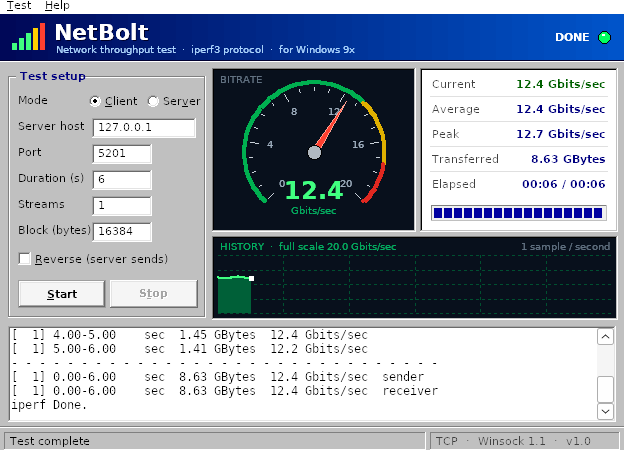 Test Help
NetBolt
Network throughput test · iperf3 protocol · for Windows 9x
DONE
Test setup
Mode Client Server
Server host 127.0.0.1
Port 5201
Duration (s) 6
Streams 1
Block (bytes) 16384
Reverse (server sends)
Start Stop
BITRATE
0 4 8 12 16 20
12.4
Gbits/sec
Current 12.4 Gbits/sec
Average 12.4 Gbits/sec
Peak 12.7 Gbits/sec
Transferred 8.63 GBytes
Elapsed 00:06 / 00:06
HISTORY · full scale 20.0 Gbits/sec 1 sample / second
[  1] 4.00-5.00    sec  1.45 GBytes  12.4 Gbits/sec
[  1] 5.00-6.00    sec  1.41 GBytes  12.2 Gbits/sec
- - - - - - - - - - - - - - - - - - - - - - - - - - - - - - -
[  1] 0.00-6.00    sec  8.63 GBytes  12.4 Gbits/sec  sender
[  1] 0.00-6.00    sec  8.63 GBytes  12.4 Gbits/sec  receiver
iperf Done.
Test complete
TCP · Winsock 1.1 · v1.0